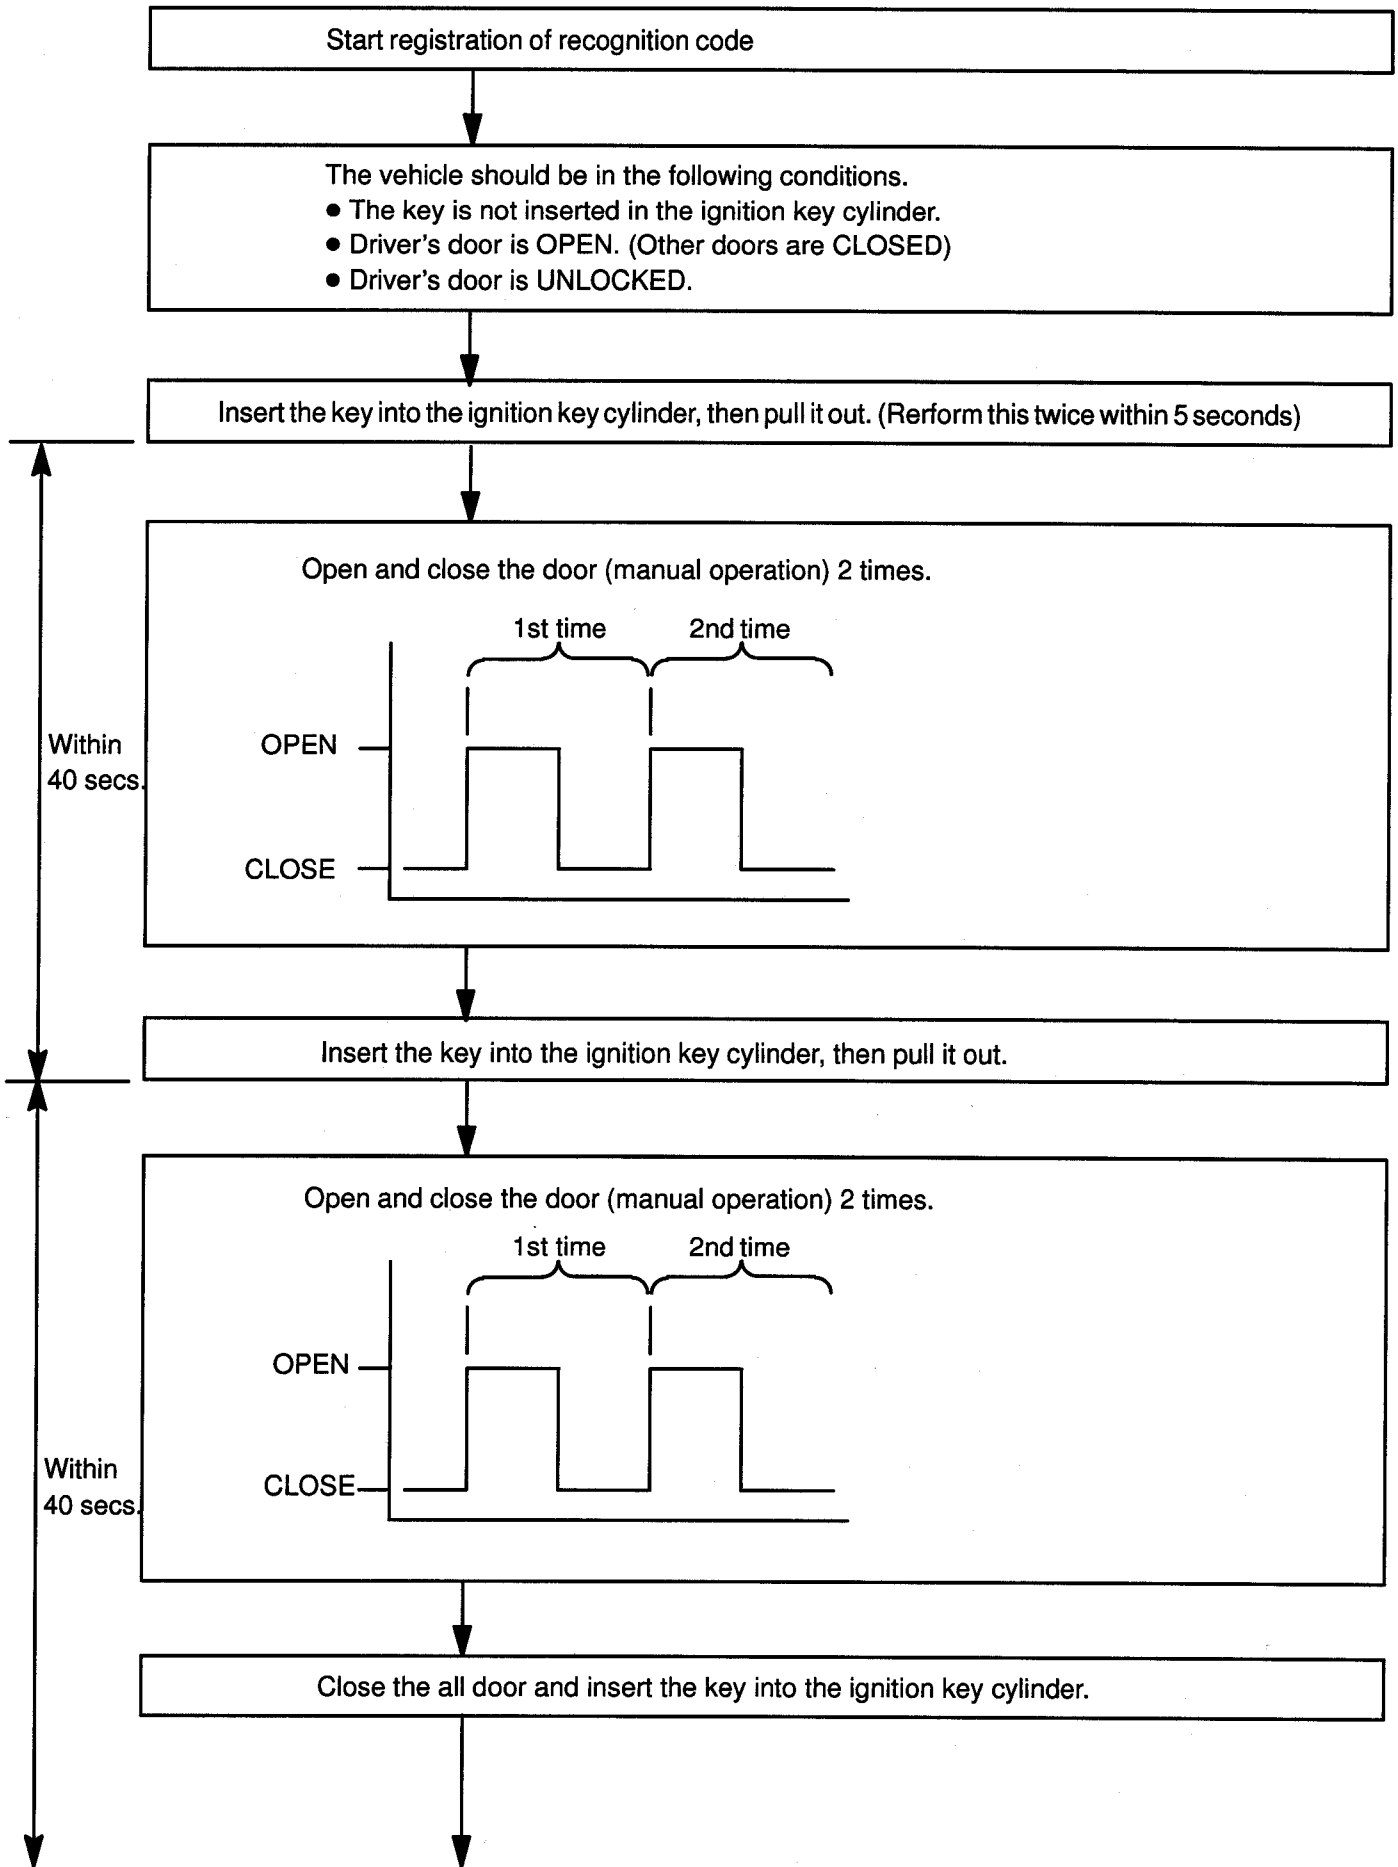 Start registration of recognition code
The vehicle should be in the following conditions.
● The key is not inserted in the ignition key cylinder.
● Driver's door is OPEN. (Other doors are CLOSED)
● Driver's door is UNLOCKED.
Insert the key into the ignition key cylinder, then pull it out. (Rerform this twice within 5 seconds)
Open and close the door (manual operation) 2 times.
1st time 2nd time
OPEN
CLOSE
Within
40 secs.
Insert the key into the ignition key cylinder, then pull it out.
Open and close the door (manual operation) 2 times.
1st time 2nd time
OPEN
CLOSE
Within
40 secs.
Close the all door and insert the key into the ignition key cylinder.